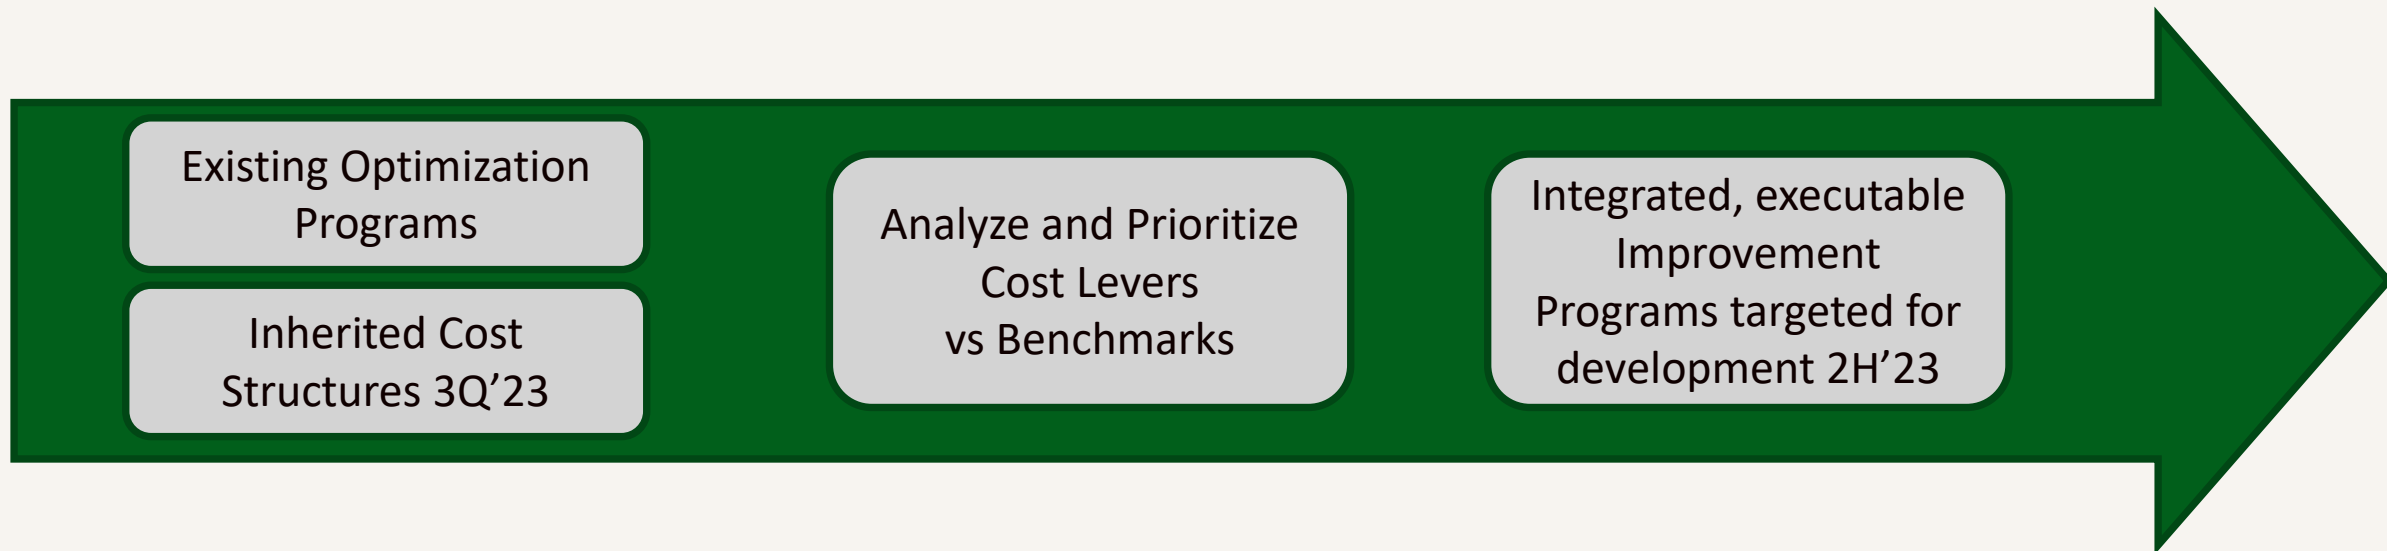 Existing Optimization
Programs
Inherited Cost
Structures 3Q’23
Analyze and Prioritize
Cost Levers
vs Benchmarks
Integrated, executable
Improvement
Programs targeted for
development 2H’23